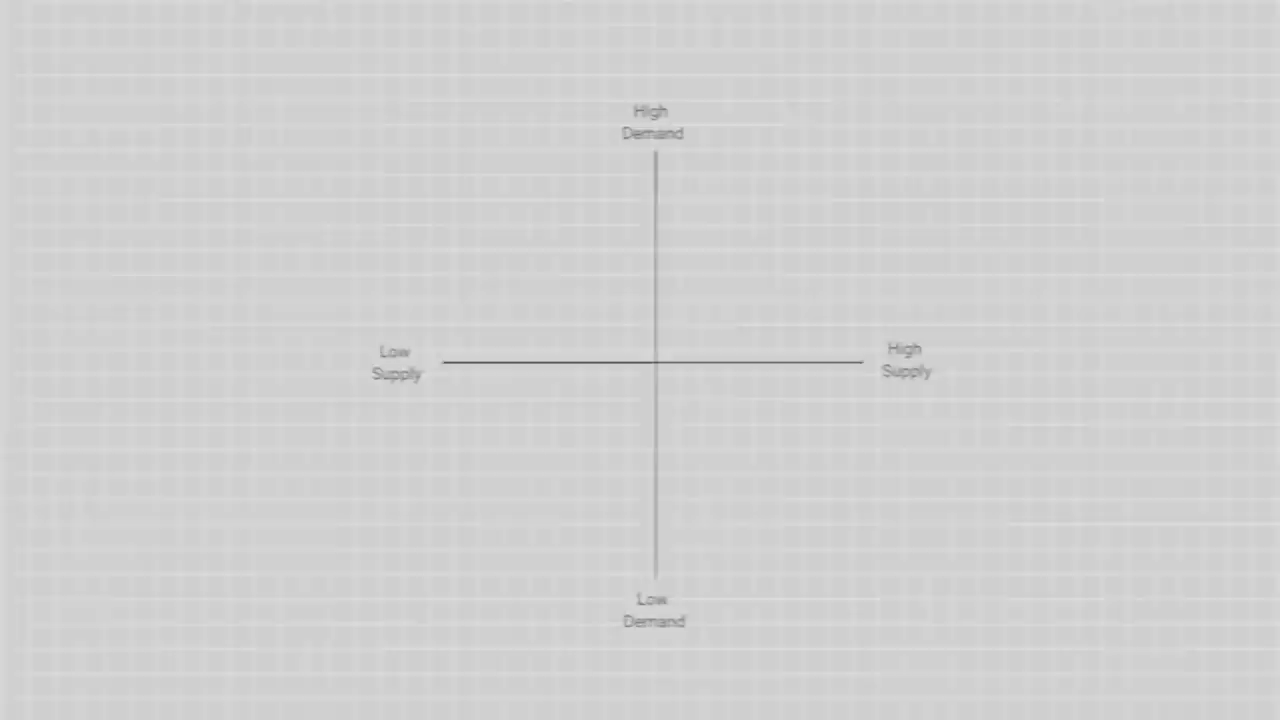 High
Demand
Low
Supply
High
Supply
Low
Demand